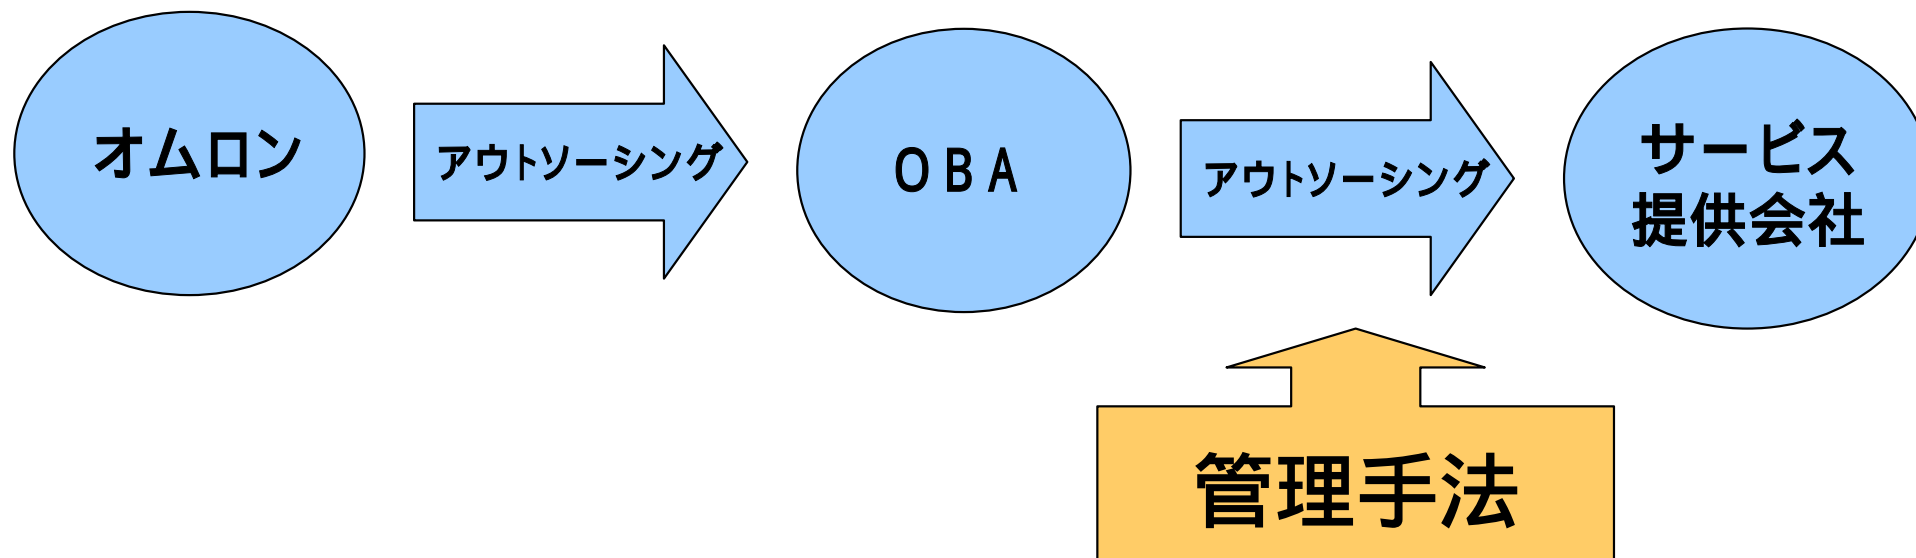 オムロン
アウトソーシング
ＯＢＡ
アウトソーシング
サービス
提供会社
管理手法